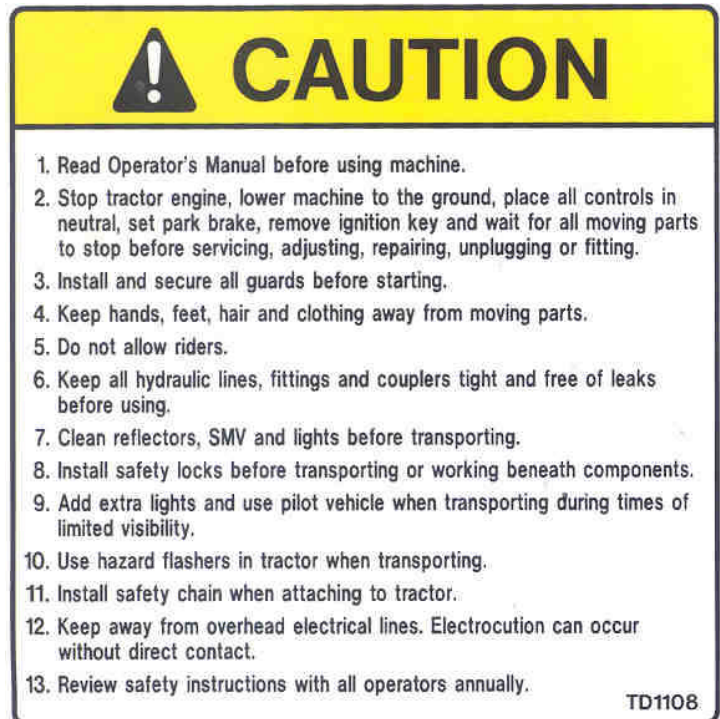 CAUTION
1. Read Operator's Manual before using machine.
2. Stop tractor engine, lower machine to the ground, place all controls in
neutral, set park brake, remove ignition key and wait for all moving parts
to stop before servicing, adjusting, repairing, unplugging or fitting.
3. Install and secure all guards before starting.
4. Keep hands, feet, hair and clothing away from moving parts.
5. Do not allow riders.
6. Keep all hydraulic lines, fittings and couplers tight and free of leaks
before using.
7. Clean reflectors, SMV and lights before transporting.
8. Install safety locks before transporting or working beneath components.
9. Add extra lights and use pilot vehicle when transporting during times of
limited visibility.
10. Use hazard flashers in tractor when transporting.
11. Install safety chain when attaching to tractor.
12. Keep away from overhead electrical lines. Electrocution can occur
without direct contact.
13. Review safety instructions with all operators annually.
TD1108